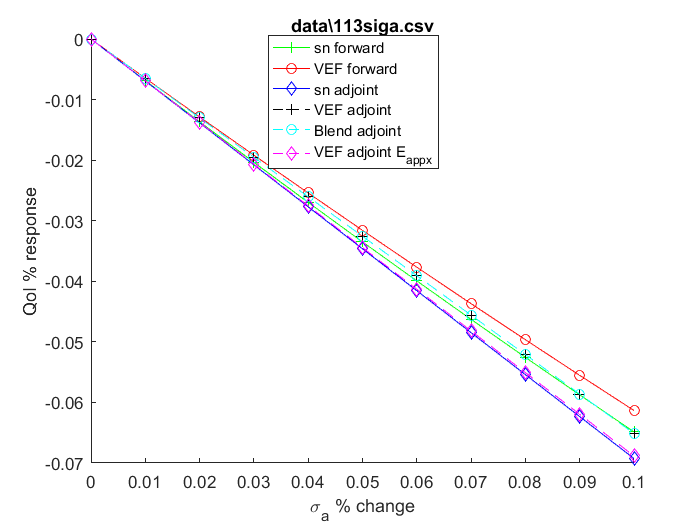 data\113siga.csv
sn forward
VEF forward
sn adjoint
VEF adjoint
Blend adjoint
VEF adjoint E_appx
QoI % response
0
-0.01
-0.02
-0.03
-0.04
-0.05
-0.06
-0.07
0 0.01 0.02 0.03 0.04 0.05 0.06 0.07 0.08 0.09 0.1
σ_a % change